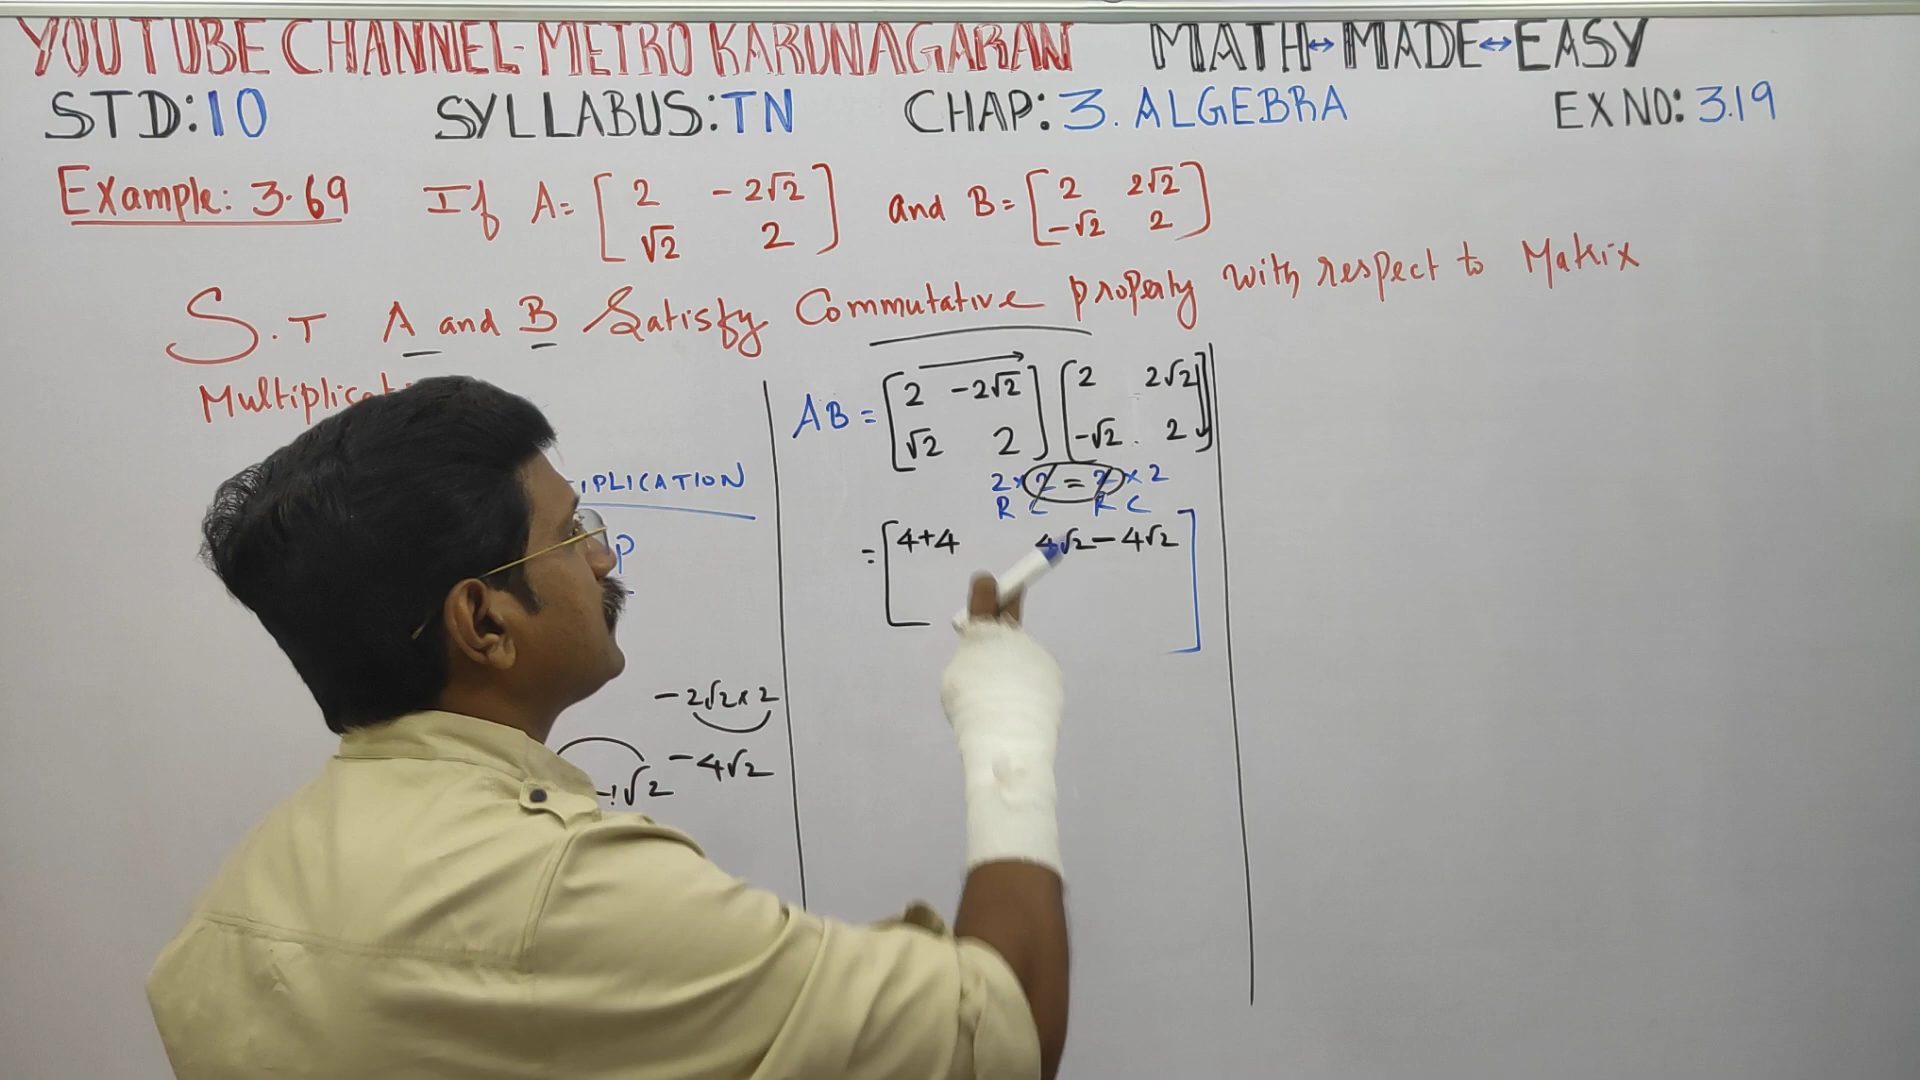 YOUTUBE CHANNEL-METRO KARUNAGARAN MATH↔MADE↔EASY
STD:10 SYLLABUS:TN CHAP: 3. ALGEBRA EX NO: 3.19
Example: 3.69 If A= [ 2 -2√2 ] and B= [ 2 2√2 ]
√2 2 -√2 2
S.T A and B Satisfy Commutative property with respect to Matrix
AB = [ 2 -2√2 ] [ 2 2√2 ]
√2 2 -√2 2
2×2 = 2×2
R C R C
= [ 4+4 4√2-4√2 ]
-2√2×2
-4√2